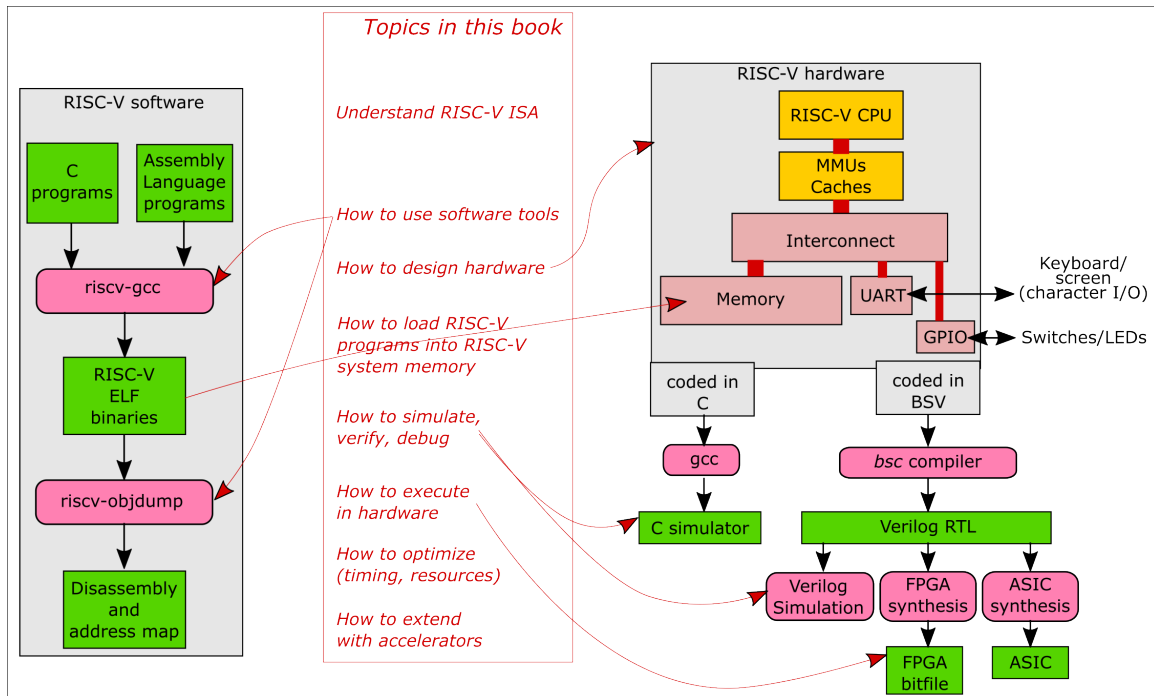 Topics in this book
Understand RISC-V ISA
How to use software tools
How to design hardware
How to load RISC-V
programs into RISC-V
system memory
How to simulate,
verify, debug
How to execute
in hardware
How to optimize
(timing, resources)
How to extend
with accelerators
RISC-V software
C
programs
Assembly
Language
programs
riscv-gcc
RISC-V
ELF
binaries
riscv-objdump
Disassembly
and
address map
RISC-V hardware
RISC-V CPU
MMUs
Caches
Interconnect
Memory
UART
GPIO
Keyboard/
screen
(character I/O)
Switches/LEDs
coded in
C
coded in
BSV
gcc
bsc compiler
C simulator
Verilog RTL
Verilog
Simulation
FPGA
synthesis
ASIC
synthesis
FPGA
bitfile
ASIC